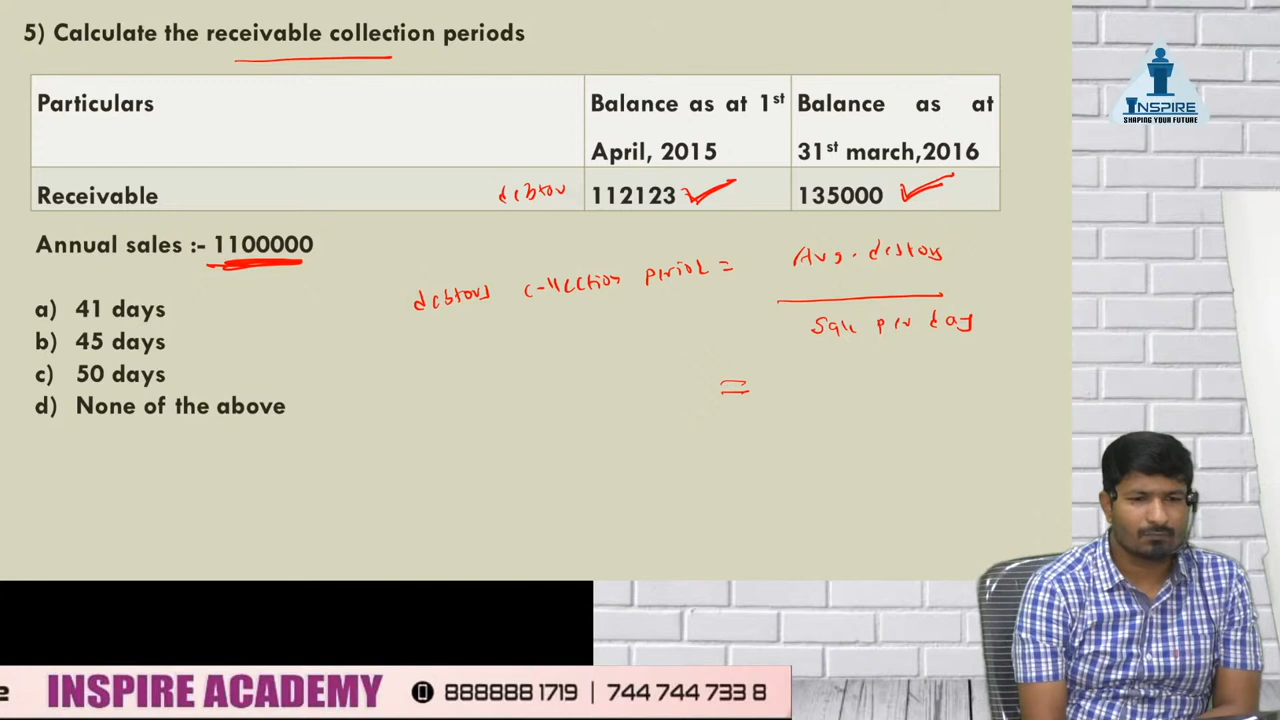 5) Calculate the receivable collection periods
Particulars
Balance as at 1st April, 2015
Balance as at 31st march,2016
Receivable debtor 112123 135000
Annual sales :- 1100000
debtors collection period = Avg. debtors
Sale per day
=
a) 41 days
b) 45 days
c) 50 days
d) None of the above
INSPIRE
SHAPING YOUR FUTURE
e INSPIRE ACADEMY 888888 1719 | 744 744 733 8